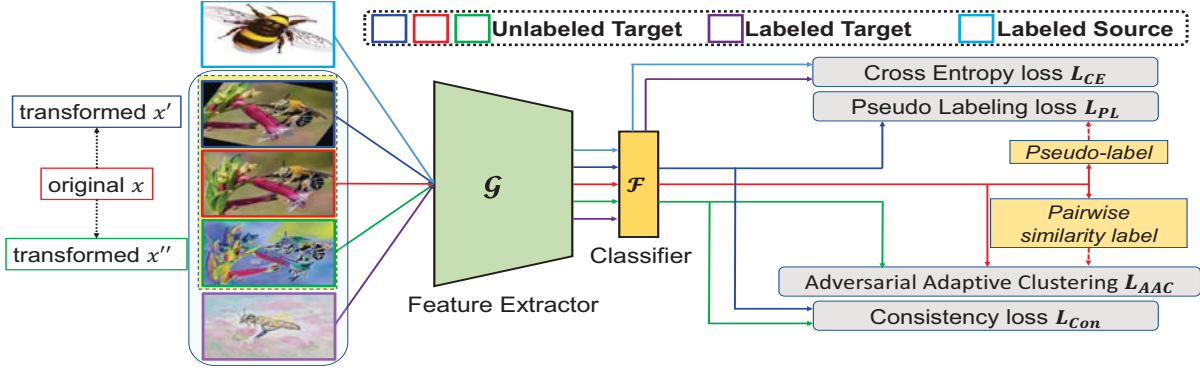 Unlabeled Target Labeled Target Labeled Source
transformed x′
original x
transformed x′′
G
Feature Extractor
F
Classifier
Cross Entropy loss L_CE
Pseudo Labeling loss L_PL
Pseudo-label
Pairwise
similarity label
Adversarial Adaptive Clustering L_AAC
Consistency loss L_Con